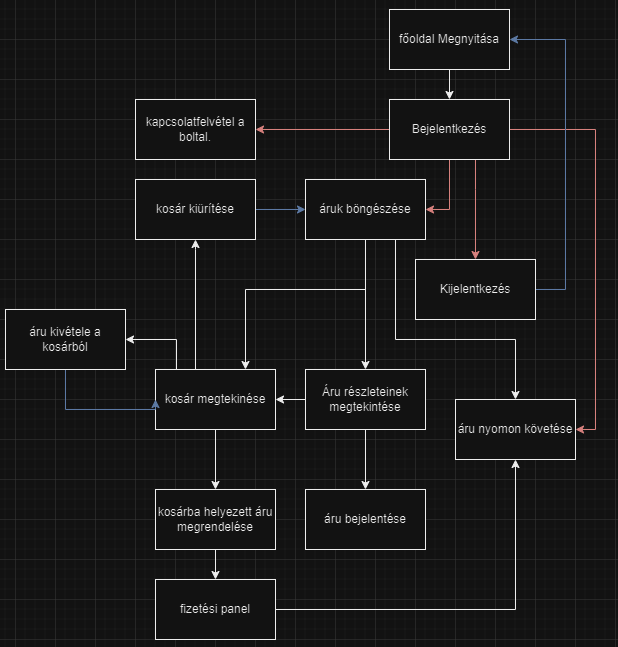 főoldal Megnyitása
Bejelentkezés
kapcsolatfelvétel a
boltal.
kosár kiürítése
áruk böngészése
Kijelentkezés
áru kivétele a
kosárból
kosár megtekinése
Áru részleteinek
megtekintése
áru nyomon követése
kosárba helyezett áru
megrendelése
áru bejelentése
fizetési panel